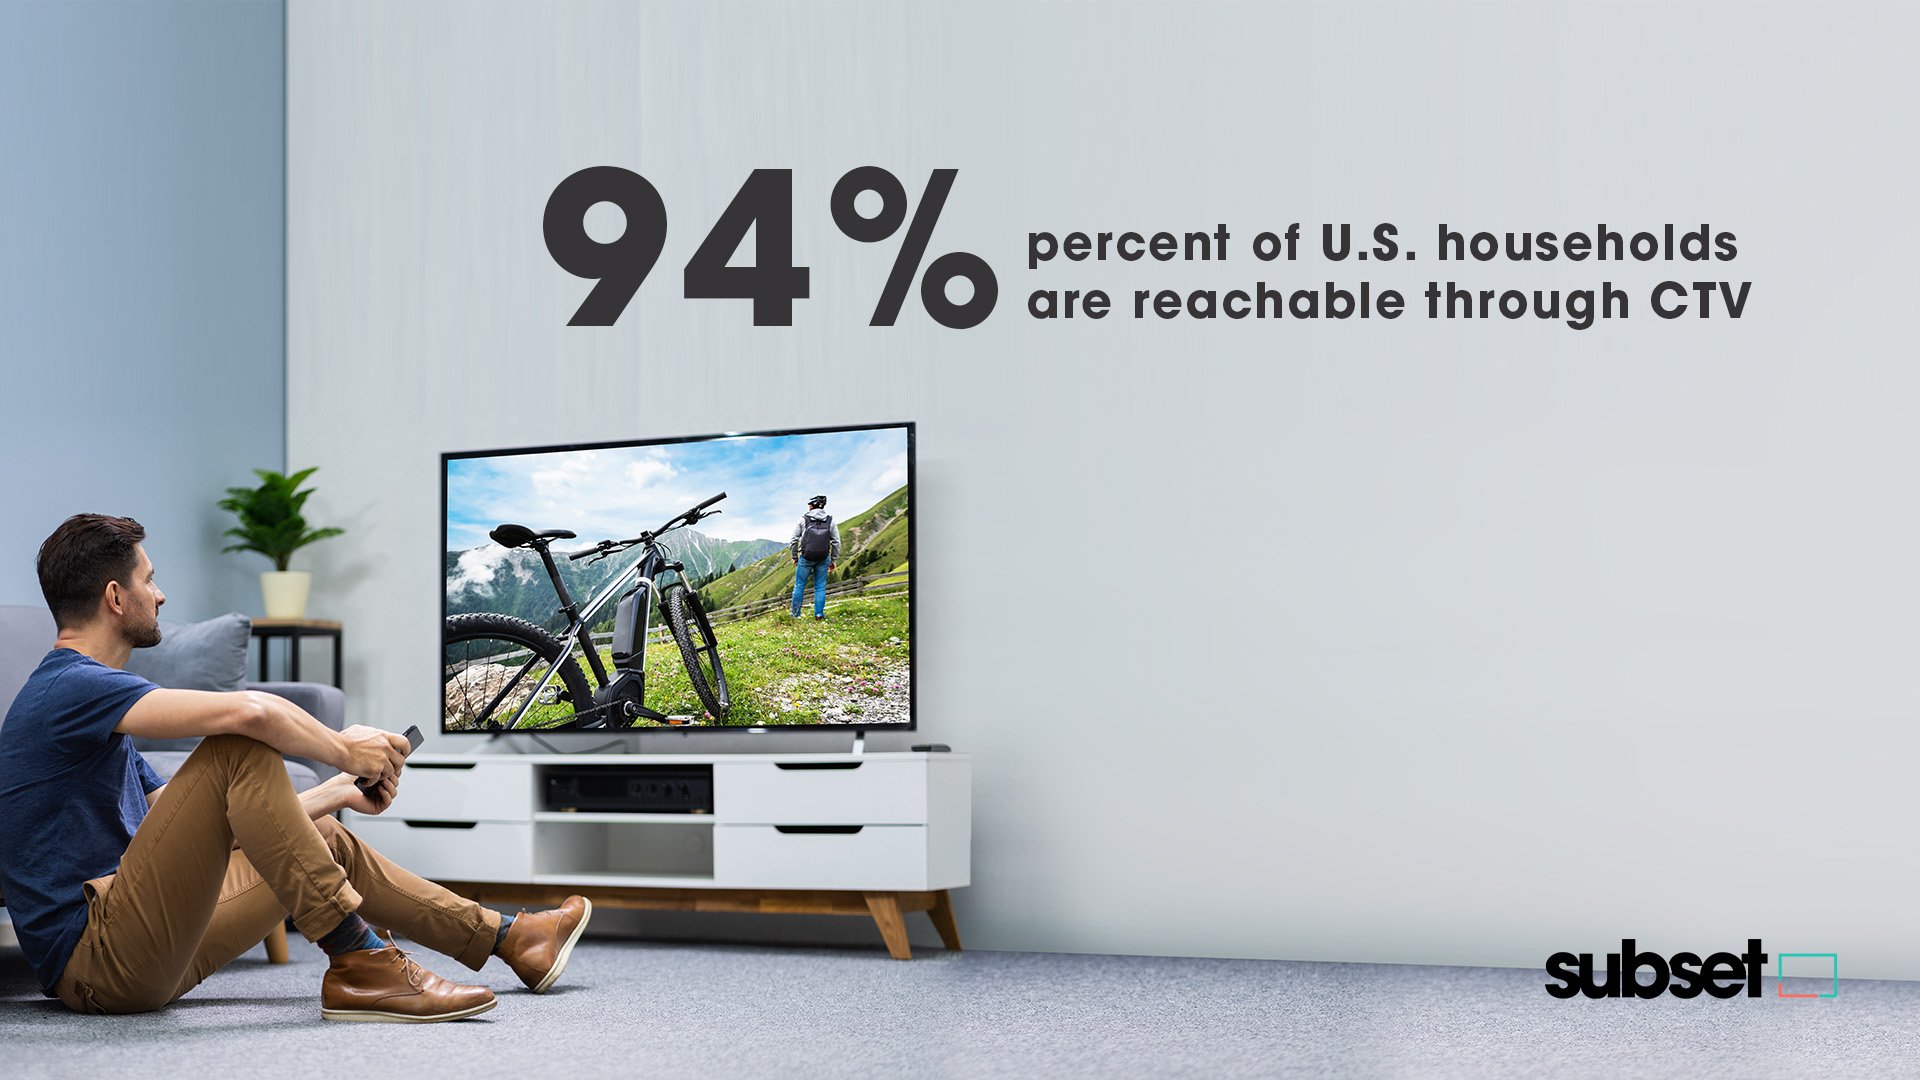 94% percent of U.S. households
are reachable through CTV
subset